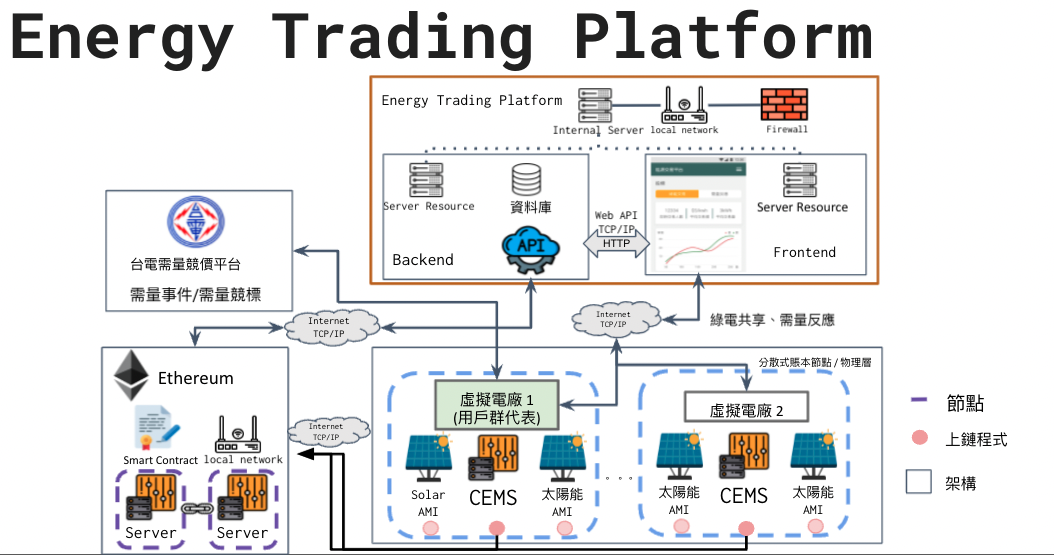 Energy Trading Platform
Energy Trading Platform
Internal Server
local network
Firewall
Server Resource
資料庫
API
Backend
Web API
TCP/IP
HTTP
Server Resource
Frontend
台電需量競價平台
需量事件/需量競標
Internet
TCP/IP
Internet
TCP/IP
綠電共享、需量反應
Ethereum
Smart Contract
local network
Server
Server
Internet
TCP/IP
分散式賬本節點 / 物理層
虛擬電廠 1
(用戶群代表)
Solar
AMI
CEMS
太陽能
AMI
. . .
虛擬電廠 2
太陽能
AMI
CEMS
太陽能
AMI
節點
上鏈程式
架構